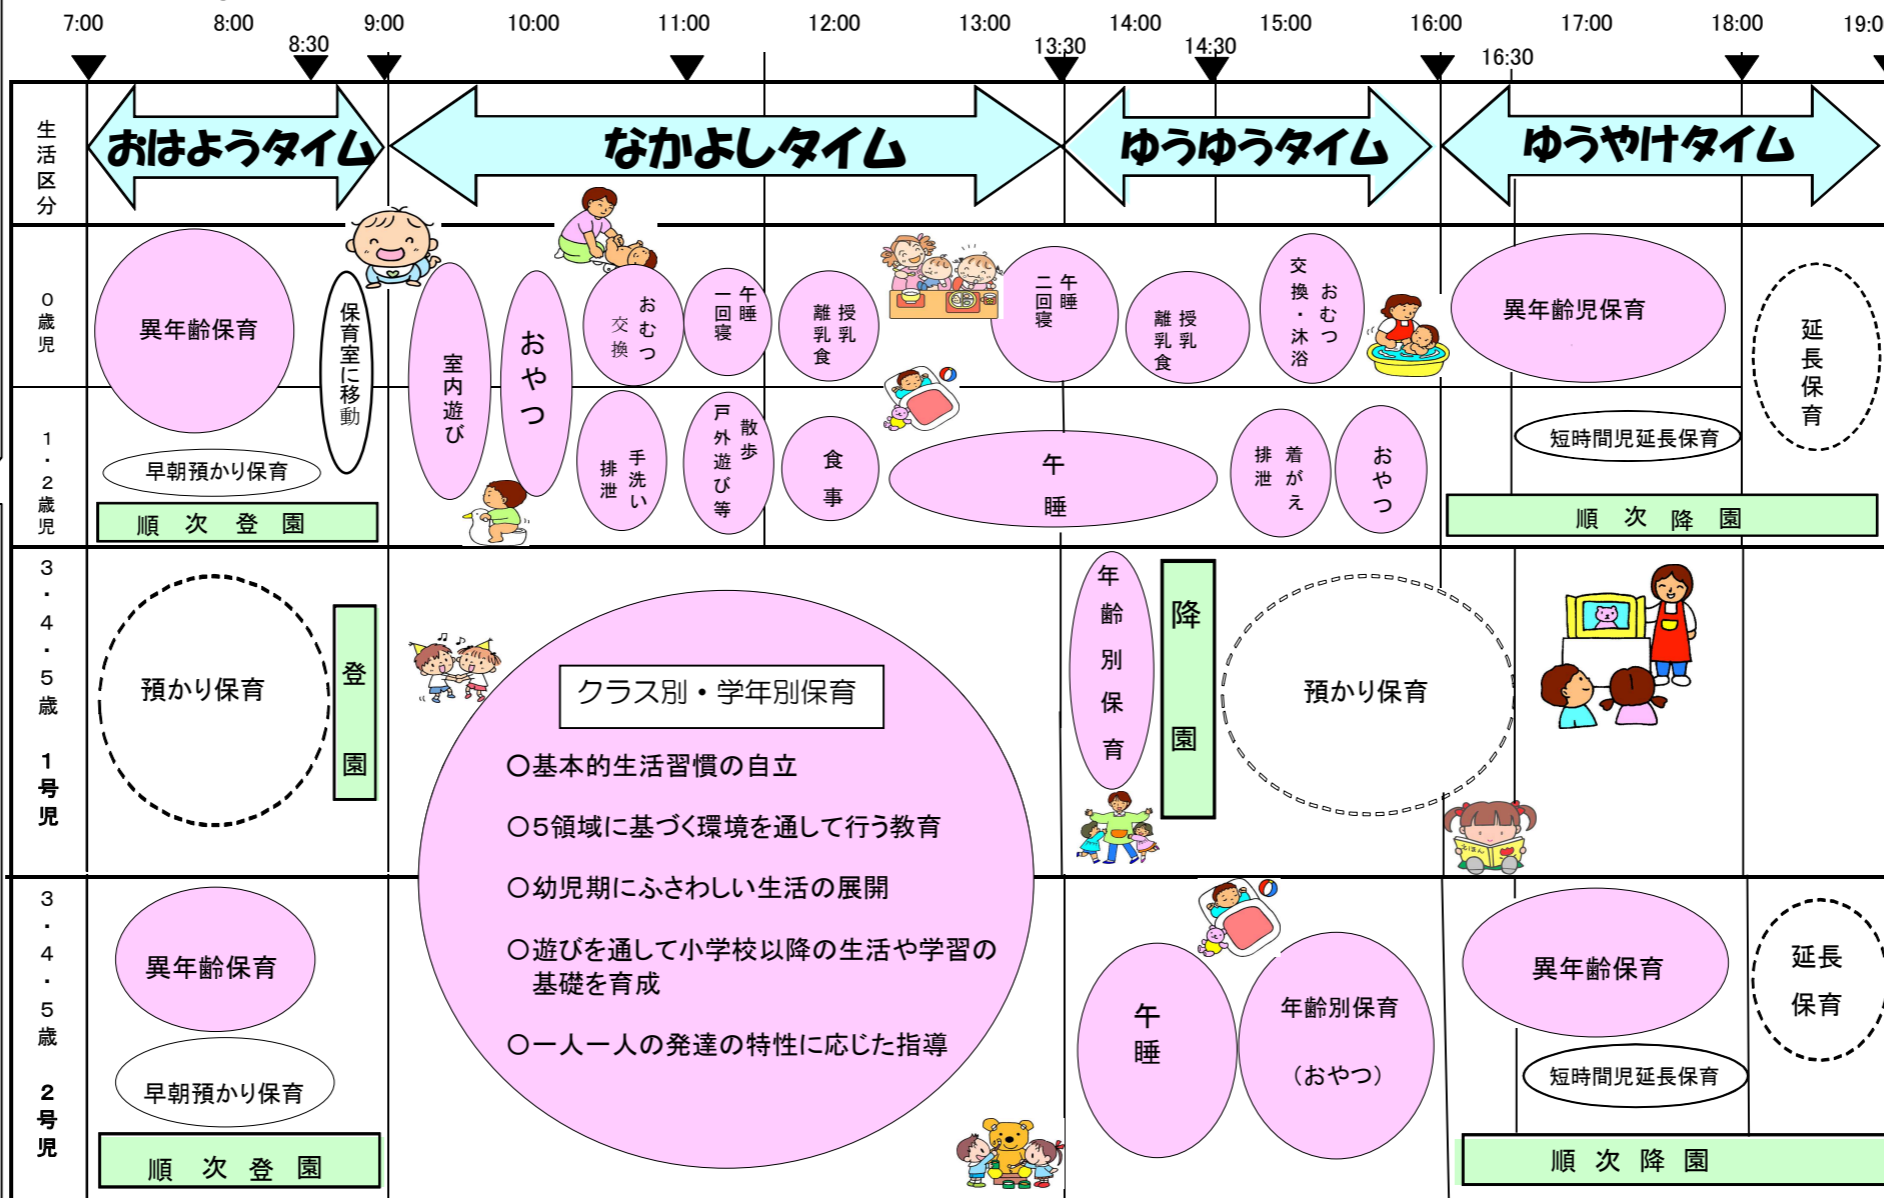 7:00 8:00 9:00 10:00 11:00 12:00 13:00 14:00 15:00 16:00 17:00 18:00 19:0
8:30 13:30 14:30 16:30
生活区分
おはようタイム
なかよしタイム
ゆうゆうタイム
ゆうやけタイム
0歳児
異年齢保育
保育室に移動
室内遊び
おやつ
おむつ
交換
午睡
一回寝
授乳
離乳食
午睡
二回寝
授乳
離乳食
おむつ
交換・沐浴
異年齢児保育
延長保育
1・2歳児
早朝預かり保育
順次登園
手洗い
排泄
散歩
戸外遊び等
食事
午睡
着がえ
排泄
おやつ
短時間児延長保育
順次降園
3・4・5歳 1号児
預かり保育
登園
クラス別・学年別保育
〇基本的生活習慣の自立
〇5領域に基づく環境を通して行う教育
〇幼児期にふさわしい生活の展開
〇遊びを通して小学校以降の生活や学習の
基礎を育成
〇一人一人の発達の特性に応じた指導
年齢別保育
降園
預かり保育
えほん
3・4・5歳 2号児
異年齢保育
早朝預かり保育
順次登園
午睡
年齢別保育
(おやつ)
異年齢保育
短時間児延長保育
延長
保育
順次降園